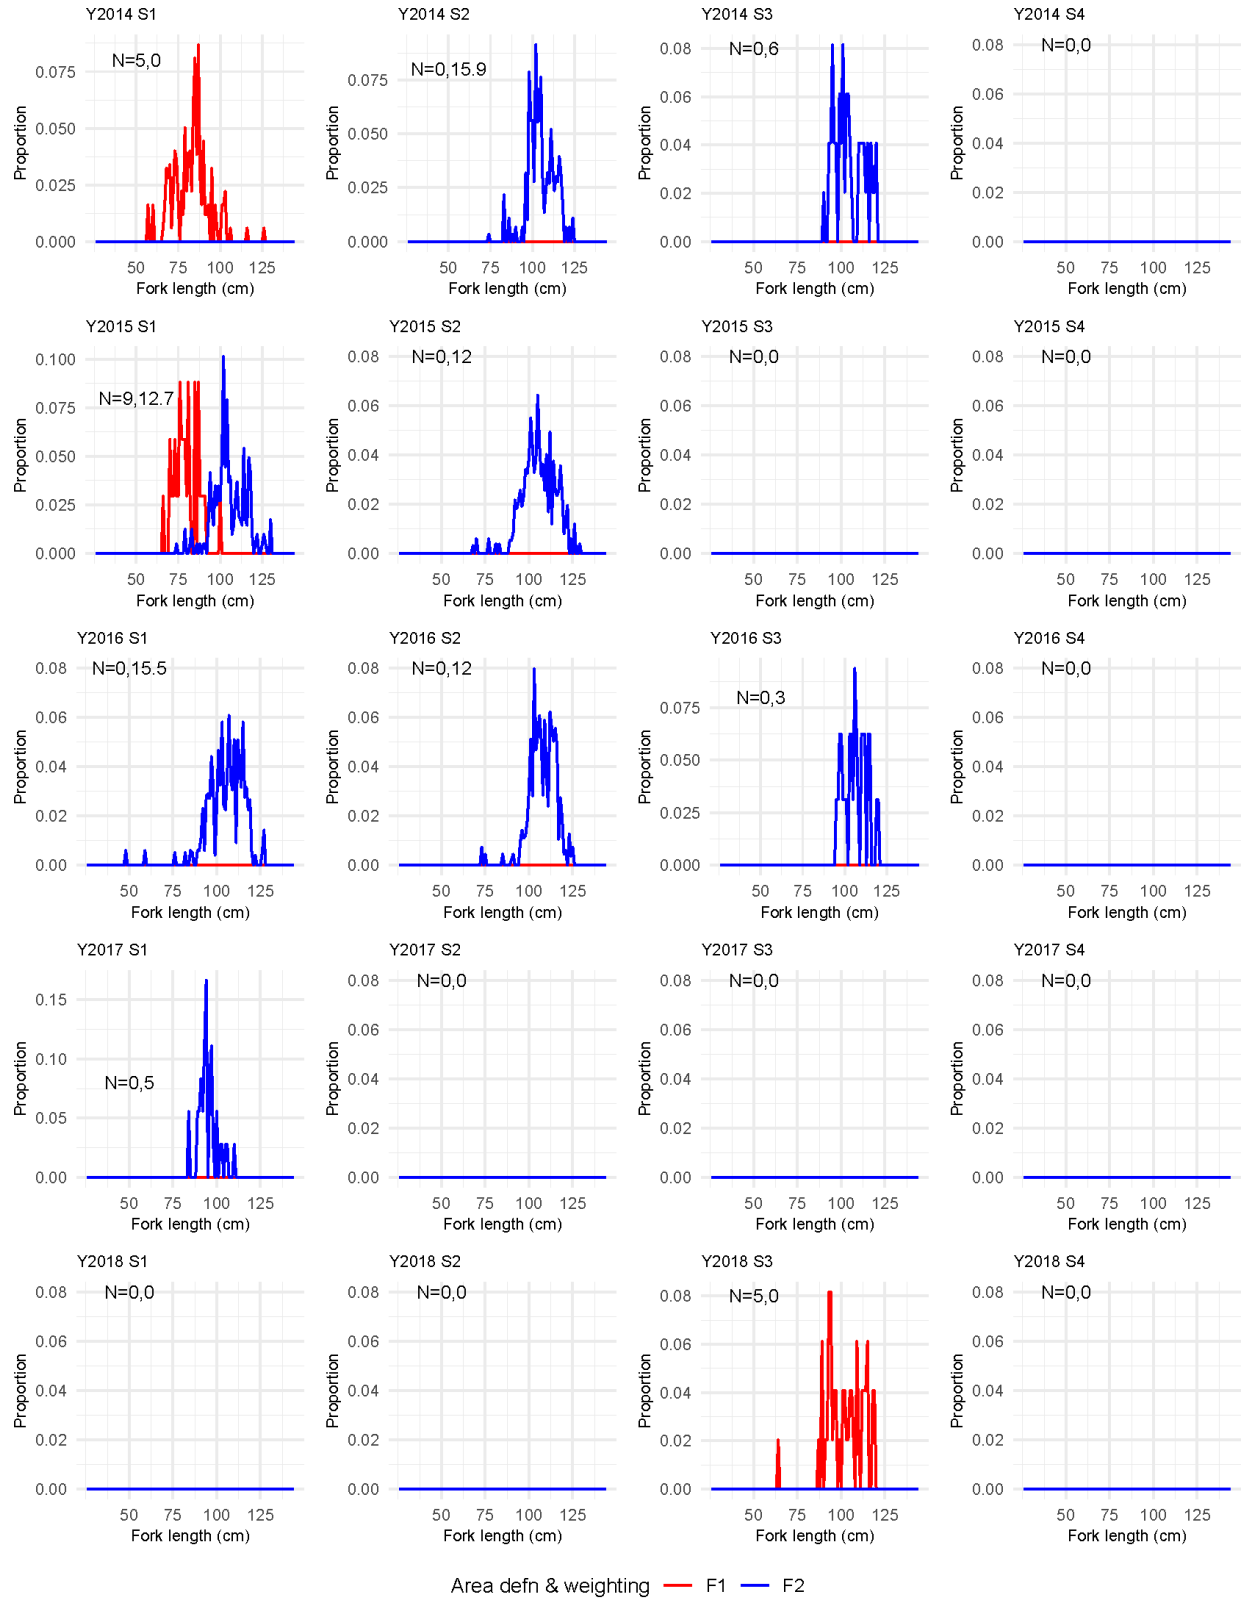 Y2014 S1
N=5,0
0.075
0.050
0.025
0.000
Proportion
50 75 100 125
Fork length (cm)
Y2014 S2
N=0,15.9
0.075
0.050
0.025
0.000
Proportion
50 75 100 125
Fork length (cm)
Y2014 S3
N=0,6
0.08
0.06
0.04
0.02
0.00
Proportion
50 75 100 125
Fork length (cm)
Y2014 S4
N=0,0
0.08
0.06
0.04
0.02
0.00
Proportion
50 75 100 125
Fork length (cm)
Y2015 S1
N=9,12.7
0.100
0.075
0.050
0.025
0.000
Proportion
50 75 100 125
Fork length (cm)
Y2015 S2
N=0,12
0.08
0.06
0.04
0.02
0.00
Proportion
50 75 100 125
Fork length (cm)
Y2015 S3
N=0,0
0.08
0.06
0.04
0.02
0.00
Proportion
50 75 100 125
Fork length (cm)
Y2015 S4
N=0,0
0.08
0.06
0.04
0.02
0.00
Proportion
50 75 100 125
Fork length (cm)
Y2016 S1
N=0,15.5
0.08
0.06
0.04
0.02
0.00
Proportion
50 75 100 125
Fork length (cm)
Y2016 S2
N=0,12
0.08
0.06
0.04
0.02
0.00
Proportion
50 75 100 125
Fork length (cm)
Y2016 S3
N=0,3
0.075
0.050
0.025
0.000
Proportion
50 75 100 125
Fork length (cm)
Y2016 S4
N=0,0
0.08
0.06
0.04
0.02
0.00
Proportion
50 75 100 125
Fork length (cm)
Y2017 S1
N=0,5
0.15
0.10
0.05
0.00
Proportion
50 75 100 125
Fork length (cm)
Y2017 S2
N=0,0
0.08
0.06
0.04
0.02
0.00
Proportion
50 75 100 125
Fork length (cm)
Y2017 S3
N=0,0
0.08
0.06
0.04
0.02
0.00
Proportion
50 75 100 125
Fork length (cm)
Y2017 S4
N=0,0
0.08
0.06
0.04
0.02
0.00
Proportion
50 75 100 125
Fork length (cm)
Y2018 S1
N=0,0
0.08
0.06
0.04
0.02
0.00
Proportion
50 75 100 125
Fork length (cm)
Y2018 S2
N=0,0
0.08
0.06
0.04
0.02
0.00
Proportion
50 75 100 125
Fork length (cm)
Y2018 S3
N=5,0
0.08
0.06
0.04
0.02
0.00
Proportion
50 75 100 125
Fork length (cm)
Y2018 S4
N=0,0
0.08
0.06
0.04
0.02
0.00
Proportion
50 75 100 125
Fork length (cm)
Area defn & weighting F1 F2